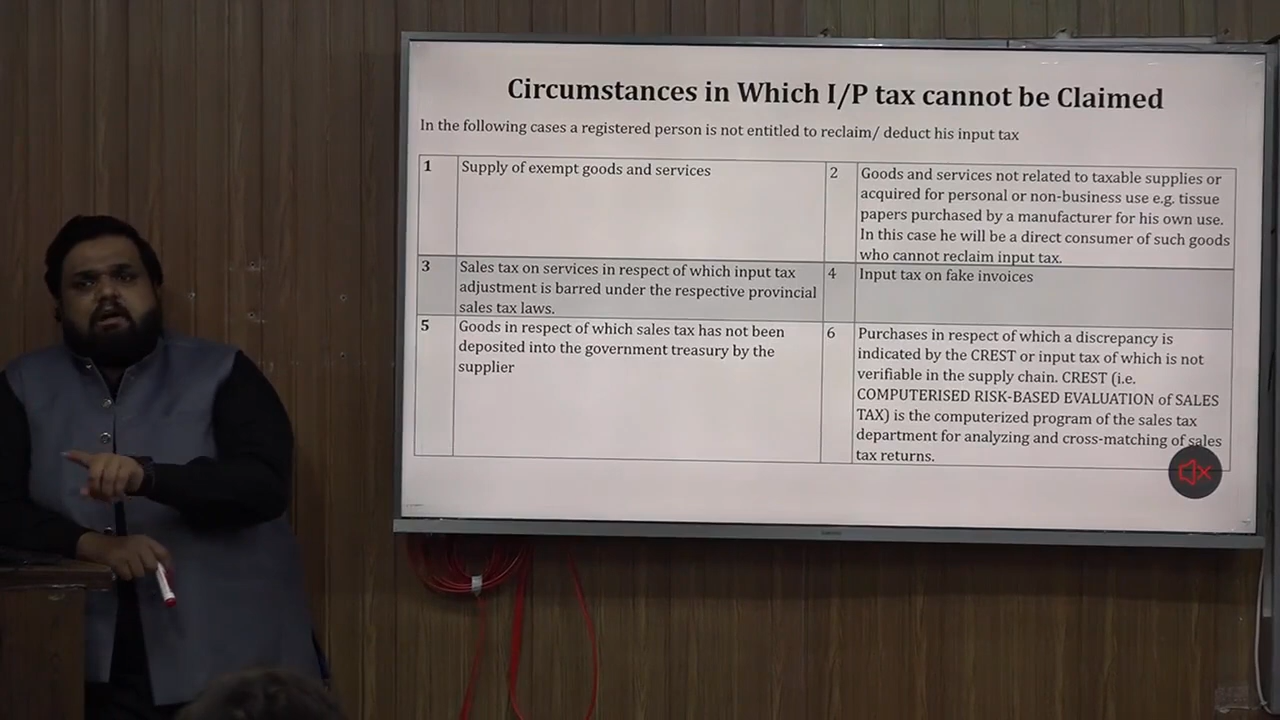 Circumstances in Which I/P tax cannot be Claimed
In the following cases a registered person is not entitled to reclaim/ deduct his input tax
1
Supply of exempt goods and services
2
Goods and services not related to taxable supplies or
acquired for personal or non-business use e.g. tissue
papers purchased by a manufacturer for his own use.
In this case he will be a direct consumer of such goods
who cannot reclaim input tax.
3
Sales tax on services in respect of which input tax
adjustment is barred under the respective provincial
sales tax laws.
4
Input tax on fake invoices
5
Goods in respect of which sales tax has not been
deposited into the government treasury by the
supplier
6
Purchases in respect of which a discrepancy is
indicated by the CREST or input tax of which is not
verifiable in the supply chain. CREST (i.e.
COMPUTERISED RISK-BASED EVALUATION of SALES
TAX) is the computerized program of the sales tax
department for analyzing and cross-matching of sales
tax returns.